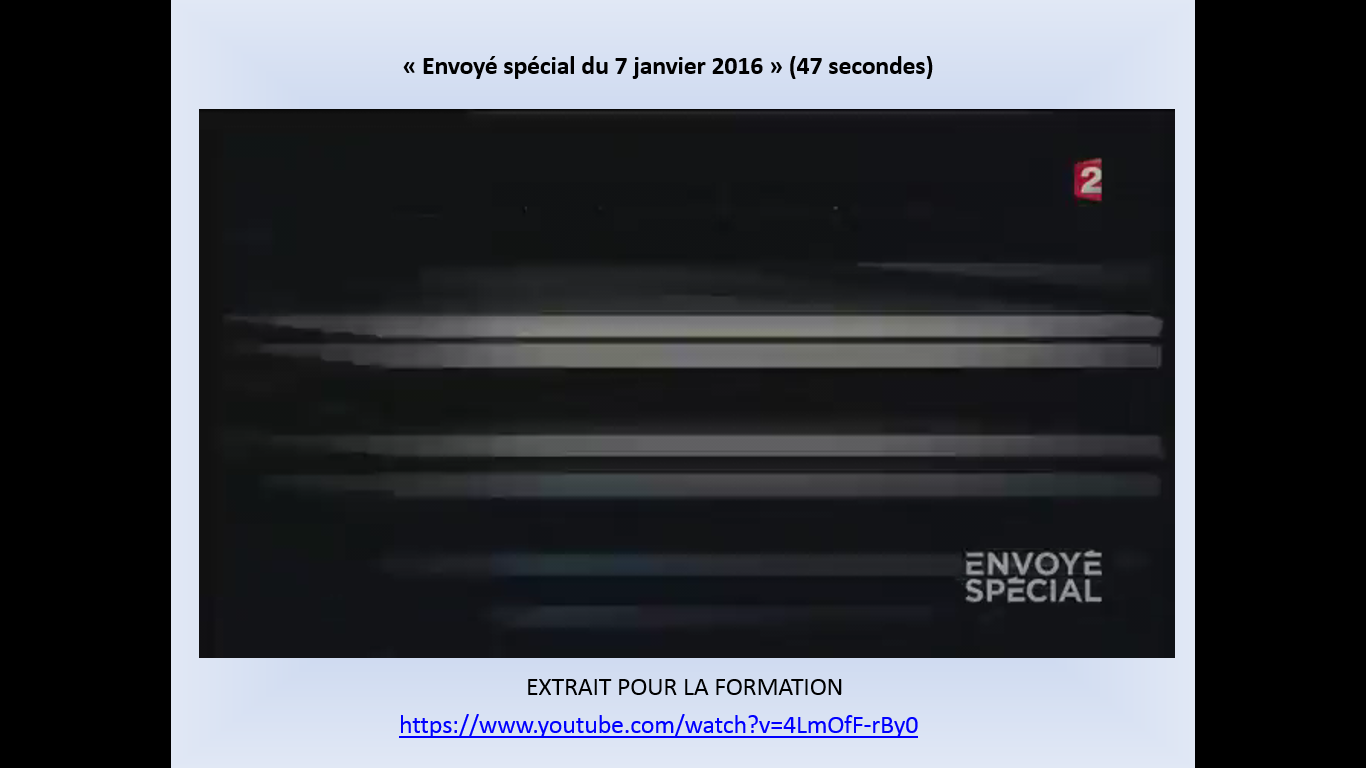 « Envoyé spécial du 7 janvier 2016 » (47 secondes)
2
ENVOYÉ
SPÉCIAL
EXTRAIT POUR LA FORMATION
https://www.youtube.com/watch?v=4LmOfF-rBy0